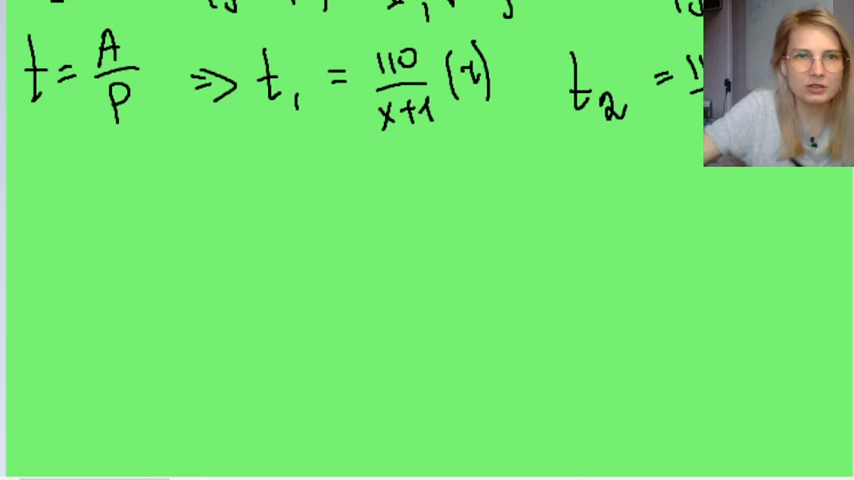 t = A/P => t₁ = 110/(x+1) (ч) t₂ =